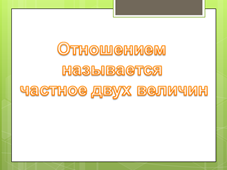 Отношением
называется
частное двух величин